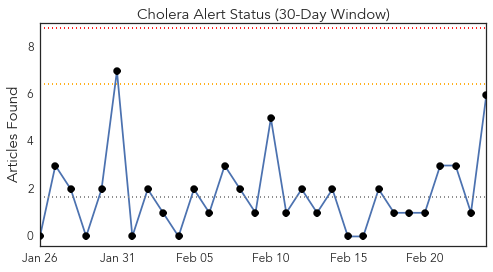 Cholera Alert Status (30-Day Window)
Articles Found
8
6
4
2
0
Jan 26 Jan 31 Feb 05 Feb 10 Feb 15 Feb 20